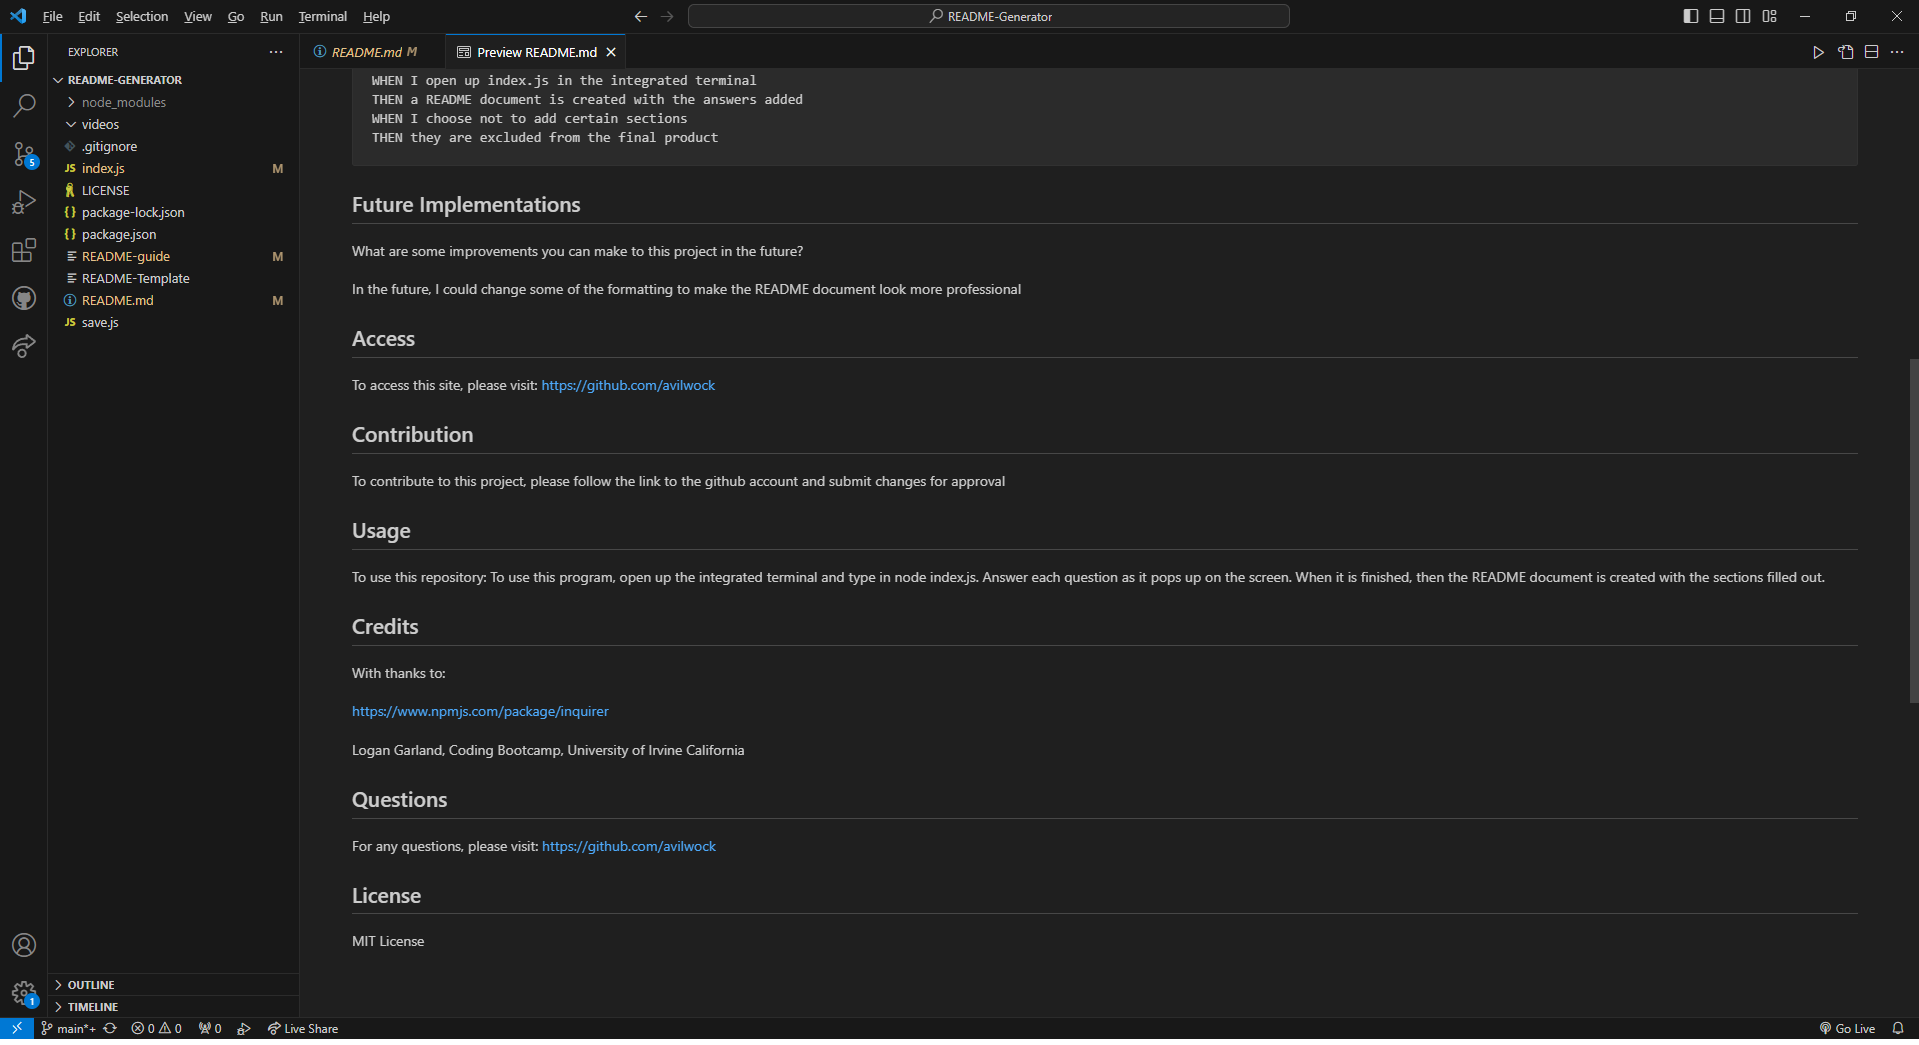 File Edit Selection View Go Run Terminal Help
README-Generator
EXPLORER
README-GENERATOR
node_modules
videos
.gitignore
JS index.js M
LICENSE
{} package-lock.json
{} package.json
README-guide M
README-Template
README.md M
JS save.js
OUTLINE
TIMELINE
5
1
README.md M
Preview README.md
WHEN I open up index.js in the integrated terminal
THEN a README document is created with the answers added
WHEN I choose not to add certain sections
THEN they are excluded from the final product
Future Implementations
What are some improvements you can make to this project in the future?
In the future, I could change some of the formatting to make the README document look more professional
Access
To access this site, please visit: https://github.com/avilwock
Contribution
To contribute to this project, please follow the link to the github account and submit changes for approval
Usage
To use this repository: To use this program, open up the integrated terminal and type in node index.js. Answer each question as it pops up on the screen. When it is finished, then the README document is created with the sections filled out.
Credits
With thanks to:
https://www.npmjs.com/package/inquirer
Logan Garland, Coding Bootcamp, University of Irvine California
Questions
For any questions, please visit: https://github.com/avilwock
License
MIT License
main*+ 0 0 0 Live Share
Go Live